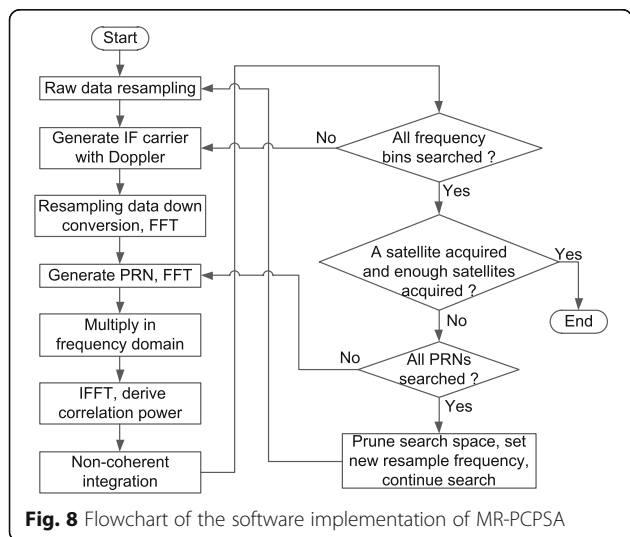 Start
Raw data resampling
Generate IF carrier
with Doppler
Resampling data down
conversion, FFT
Generate PRN, FFT
Multiply in
frequency domain
IFFT, derive
correlation power
Non-coherent
integration
All frequency
bins searched ?
No
Yes
A satellite acquired
and enough satellites
acquired ?
Yes
End
No
All PRNs
searched ?
No
Yes
Prune search space, set
new resample frequency,
continue search
Fig. 8 Flowchart of the software implementation of MR-PCPSA